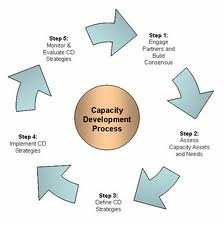 Step 1:
Engage
Partners and
Build
Consensus
Step 2:
Assess
Capacity Assets
and Needs
Step 3:
Define CD
Strategies
Step 4:
Implement CD
Strategies
Step 5:
Monitor &
Evaluate CD
Strategies
Capacity
Development
Process